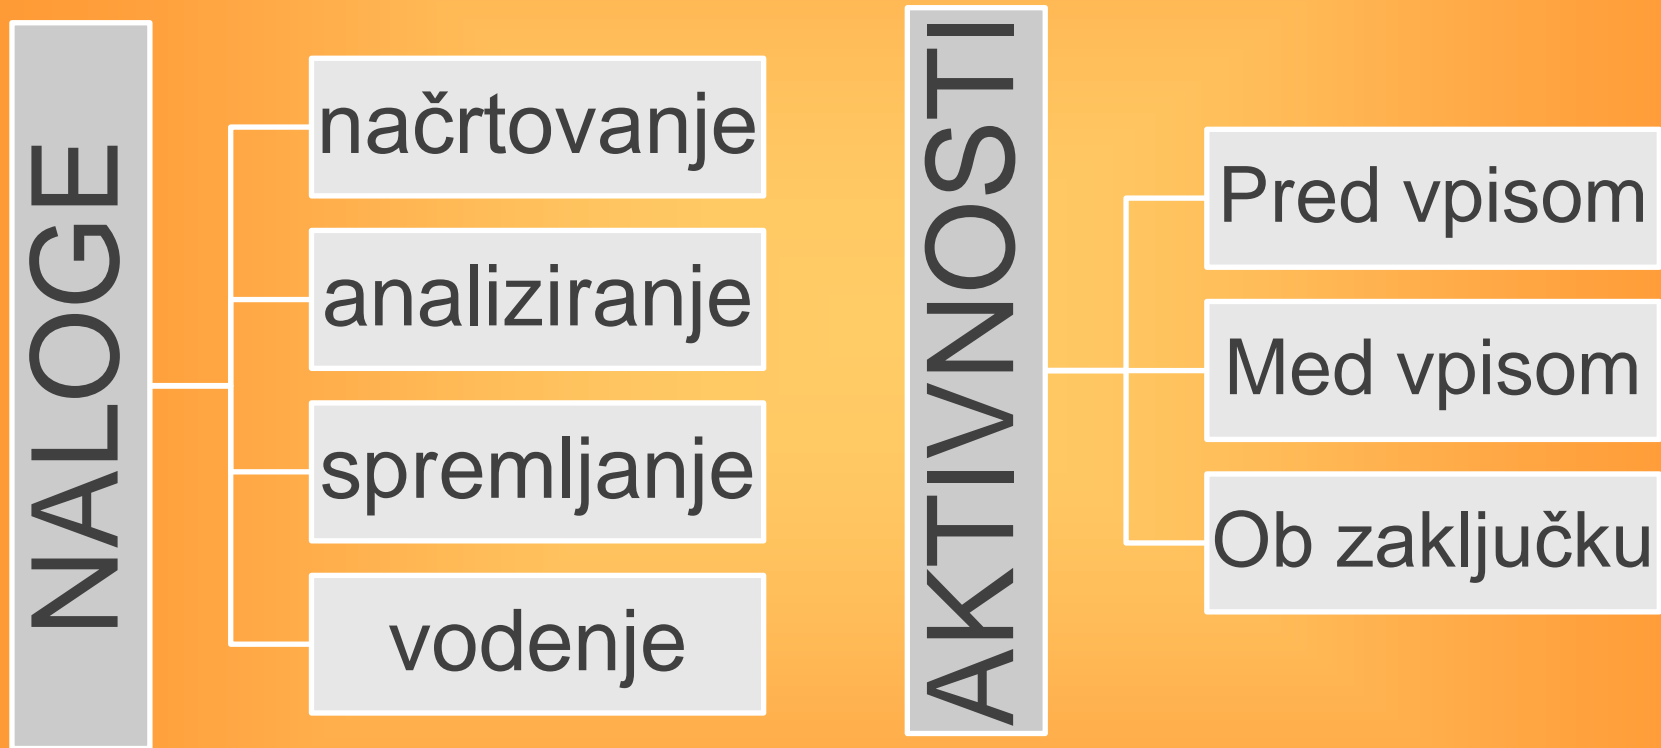 NALOGE
načrtovanje
analiziranje
spremljanje
vodenje
AKTIVNOSTI
Pred vpisom
Med vpisom
Ob zaključku